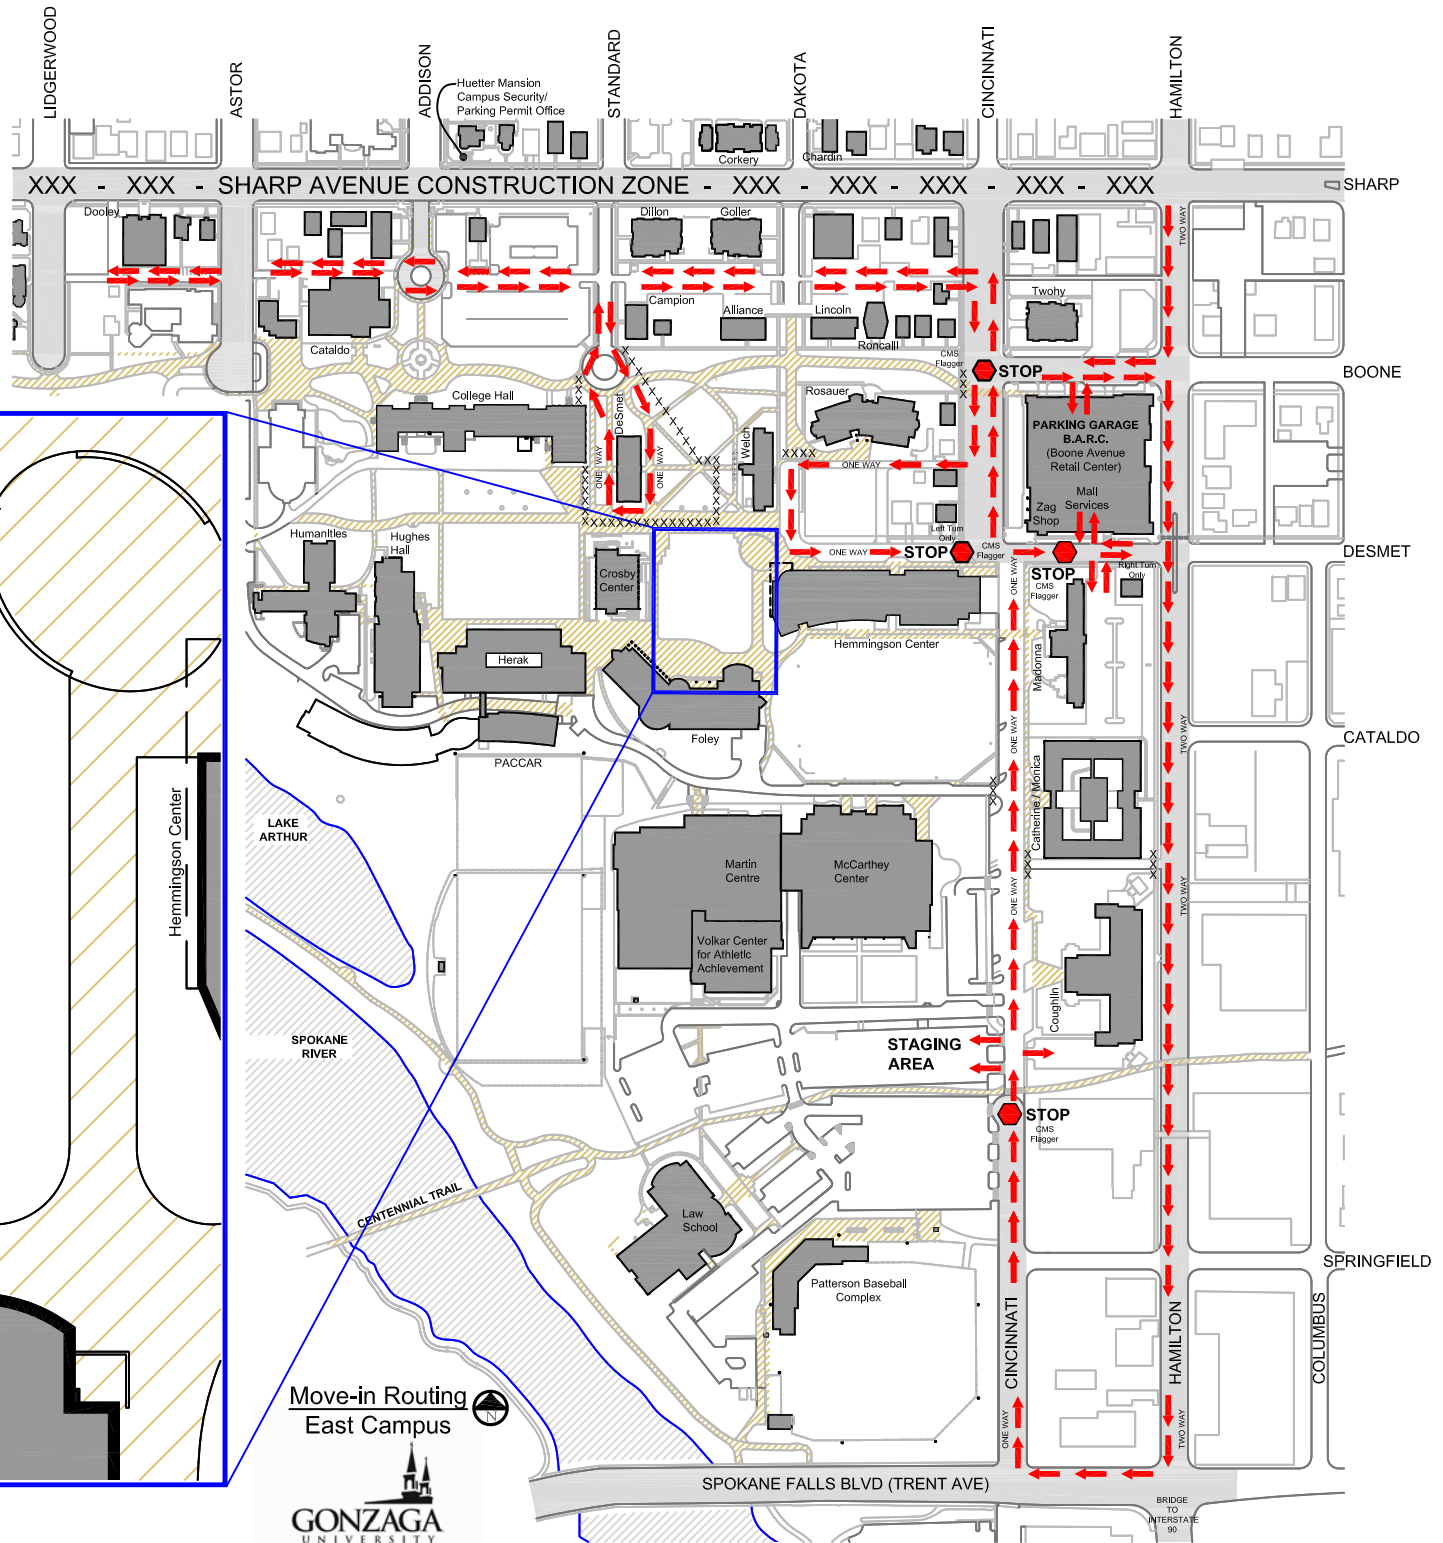 LIDGERWOOD
ASTOR
ADDISON
STANDARD
DAKOTA
CINCINNATI
HAMILTON
Huetter Mansion
Campus Security/
Parking Permit Office
Corkery
Chardin
XXX - XXX - SHARP AVENUE CONSTRUCTION ZONE - XXX - XXX - XXX - XXX - XXX
SHARP
Dooley
Dillon
Goller
TWO WAY
Campion
Alliance
Lincoln
Twohy
Cataldo
Roncalli
CMS
Flagger
STOP
BOONE
College Hall
DeSmet
Rosauer
Welch
PARKING GARAGE
B.A.R.C.
(Boone Avenue
Retail Center)
ONE WAY
ONE WAY
ONE WAY
Mall
Services
Zag
Shop
Humanities
Hughes
Hall
Left Turn
Only
ONE WAY
STOP
CMS
Flagger
DESMET
STOP
CMS
Flagger
Right Turn
Only
Crosby
Center
ONE WAY
Hemmingson Center
Madonna
Herak
Foley
PACCAR
ONE WAY
TWO WAY
CATALDO
Hemmingson Center
LAKE
ARTHUR
Catherine / Monica
Martin
Centre
McCarthey
Center
ONE WAY
TWO WAY
Volkar Center
for Athletic
Achievement
Coughlin
SPOKANE
RIVER
STAGING
AREA
STOP
CMS
Flagger
CENTENNIAL TRAIL
Law
School
SPRINGFIELD
Patterson Baseball
Complex
CINCINNATI
HAMILTON
COLUMBUS
Move-in Routing
N
East Campus
ONE WAY
TWO WAY
SPOKANE FALLS BLVD (TRENT AVE)
BRIDGE
TO
INTERSTATE
90
GONZAGA
UNIVERSITY